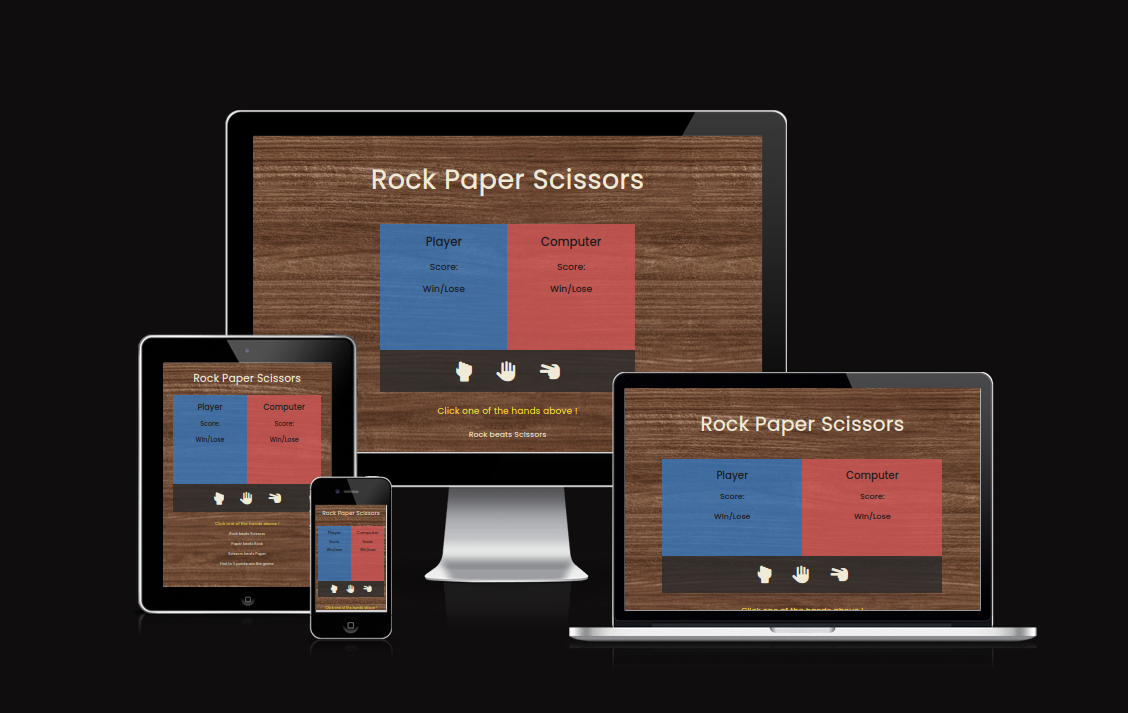 Rock Paper Scissors
Player Computer
Score: Score:
Win/Lose Win/Lose
Click one of the hands above !
Rock beats Scissors
Rock Paper Scissors
Player Computer
Score: Score:
Win/Lose Win/Lose
Click one of the hands above !
Rock beats Scissors
Paper beats Rock
Scissors beats Paper
First to 5 points wins the game
Rock Paper Scissors
Player Computer
Score: Score:
Win/Lose Win/Lose
Click one of the hands above !
Rock Paper Scissors
Player Computer
Score: Score:
Win/Lose Win/Lose
Click one of the hands above !